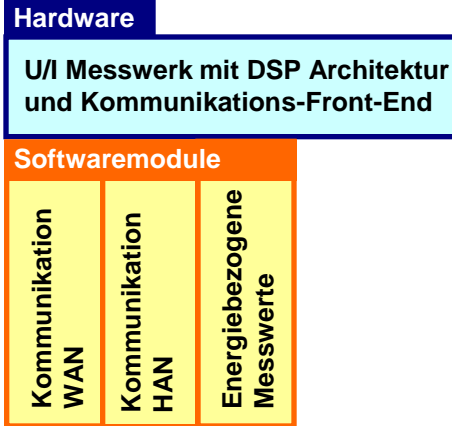 Hardware
U/I Messwerk mit DSP Architektur
und Kommunikations-Front-End
Softwaremodule
Kommunikation
WAN
Kommunikation
HAN
Energiebezogene
Messwerte